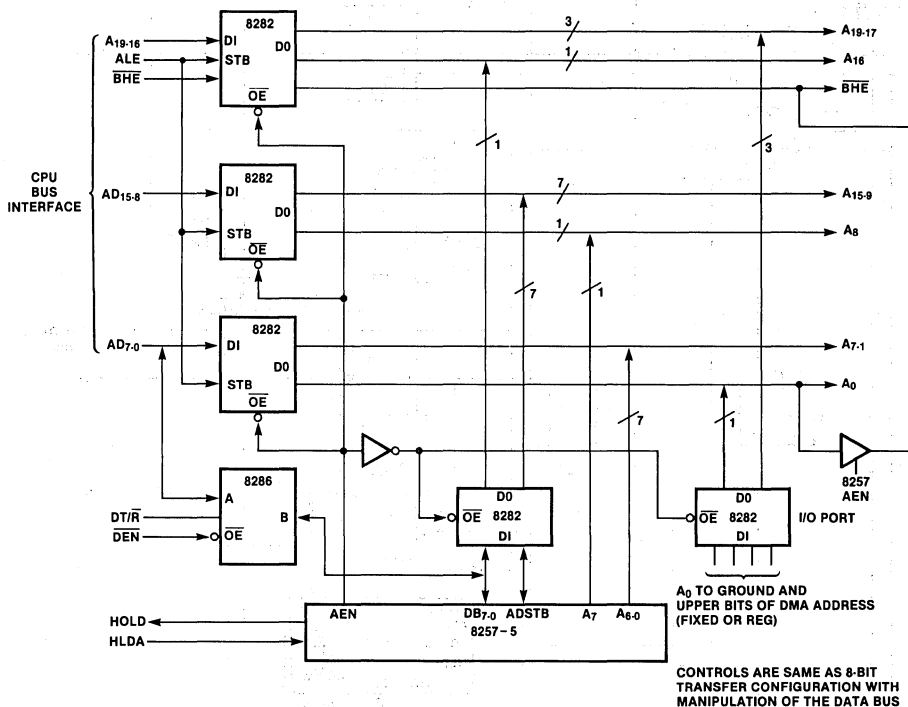 8282
A19-16
DI
D0
3
A19-17
ALE
STB
1
A16
BHE
OE
BHE
1
3
CPU
BUS
INTERFACE
8282
AD15-8
DI
D0
7
A15-9
STB
OE
1
A8
7
1
8282
AD7-0
DI
D0
A7-1
STB
OE
A0
7
1
8286
A
B
DT/R
DEN
OE
D0
OE
8282
DI
D0
OE
8282
DI
I/O PORT
8257
AEN
A0 TO GROUND AND
UPPER BITS OF DMA ADDRESS
(FIXED OR REG)
HOLD
HLDA
AEN
DB7-0
ADSTB
A7
A6-0
8257-5
CONTROLS ARE SAME AS 8-BIT
TRANSFER CONFIGURATION WITH
MANIPULATION OF THE DATA BUS